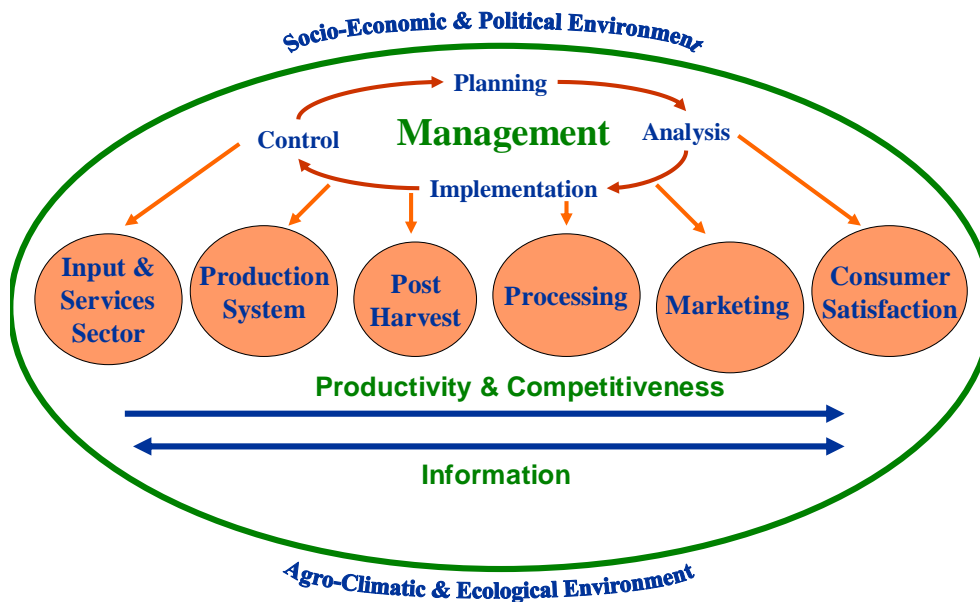 Socio-Economic & Political Environment
Planning
Control
Management
Analysis
Implementation
Input &
Services
Sector
Production
System
Post
Harvest
Processing
Marketing
Consumer
Satisfaction
Productivity & Competitiveness
Information
Agro-Climatic & Ecological Environment